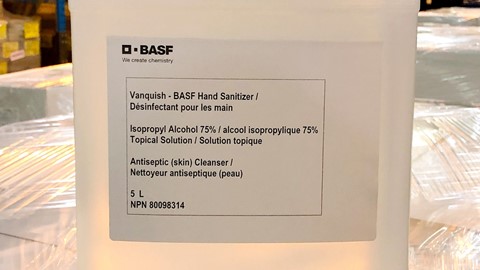 BASF
We create chemistry
Vanquish - BASF Hand Sanitizer /
Désinfectant pour les main
Isopropyl Alcohol 75% / alcool isopropylique 75%
Topical Solution / Solution topique
Antiseptic (skin) Cleanser /
Nettoyeur antiseptique (peau)
5 L
NPN 80098314